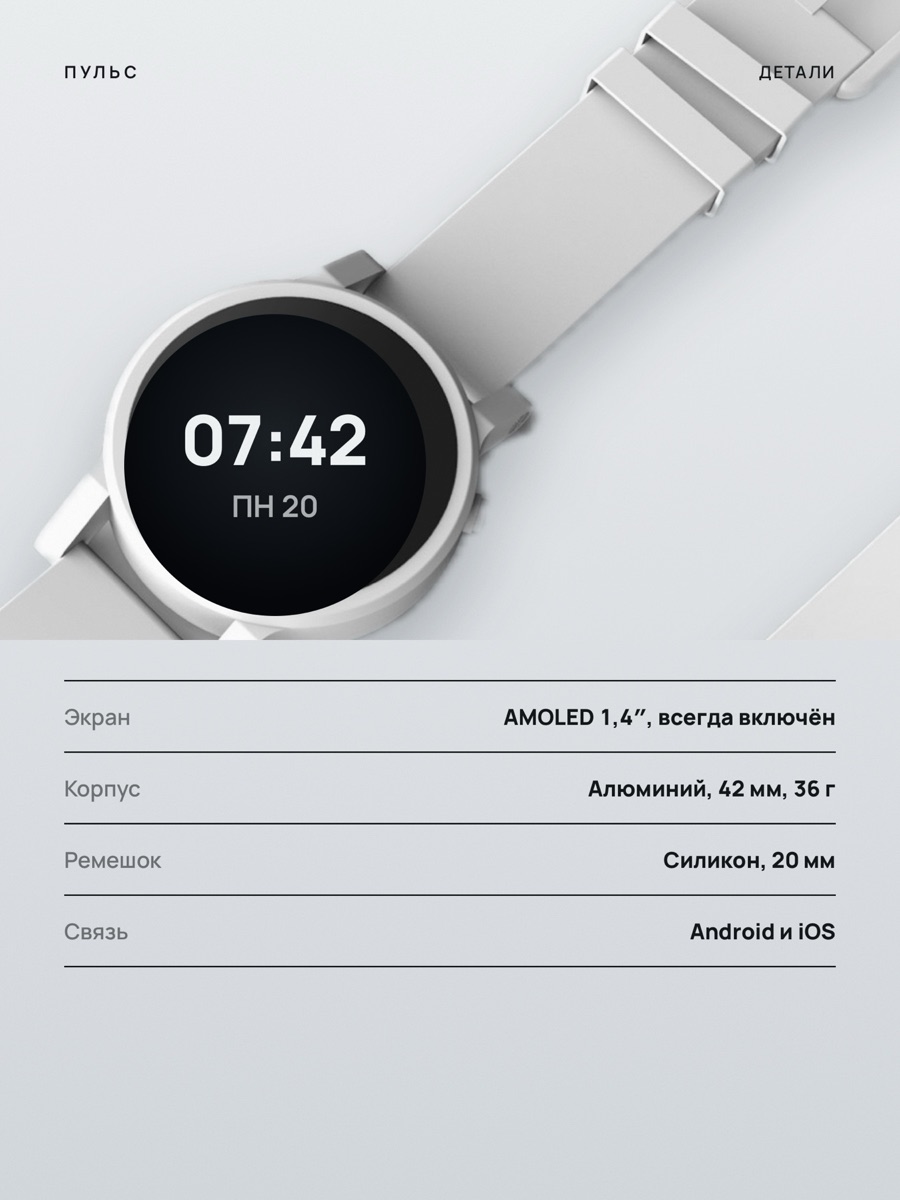 ПУЛЬС
ДЕТАЛИ
07:42
ПН 20
Экран
AMOLED 1,4″, всегда включён
Корпус
Алюминий, 42 мм, 36 г
Ремешок
Силикон, 20 мм
Связь
Android и iOS